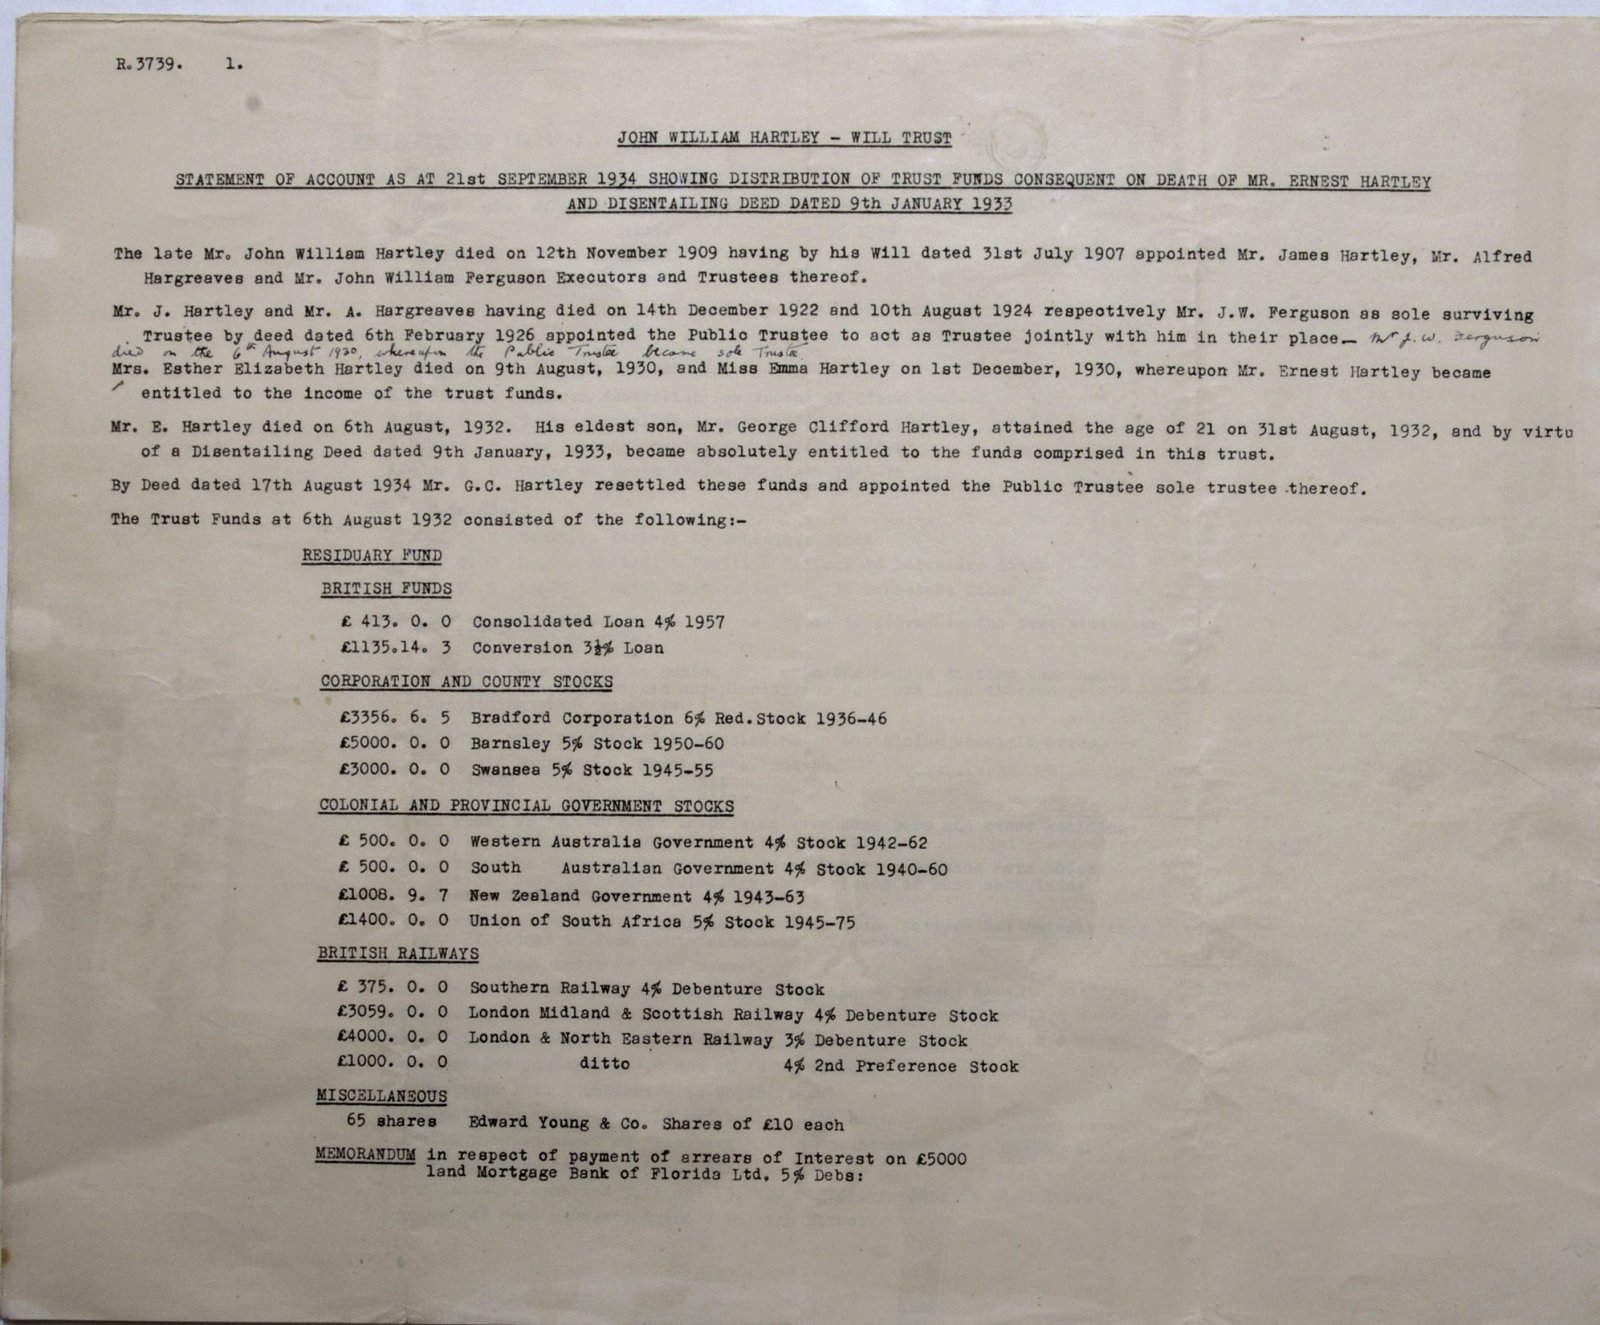 R.3739. 1.
JOHN WILLIAM HARTLEY – WILL TRUST
STATEMENT OF ACCOUNT AS AT 21st SEPTEMBER 1934 SHOWING DISTRIBUTION OF TRUST FUNDS CONSEQUENT ON DEATH OF MR. ERNEST HARTLEY
AND DISENTAILING DEED DATED 9th JANUARY 1933
The late Mr. John William Hartley died on 12th November 1909 having by his Will dated 31st July 1907 appointed Mr. James Hartley, Mr. Alfred
Hargreaves and Mr. John William Ferguson Executors and Trustees thereof.
Mr. J. Hartley and Mr. A. Hargreaves having died on 14th December 1922 and 10th August 1924 respectively Mr. J.W. Ferguson as sole surviving
Trustee by deed dated 6th February 1926 appointed the Public Trustee to act as Trustee jointly with him in their place— Mr J. W. Ferguson
died on the 6th August 1930, whereupon the Public Trustee became sole Trustee
Mrs. Esther Elizabeth Hartley died on 9th August, 1930, and Miss Emma Hartley on 1st December, 1930, whereupon Mr. Ernest Hartley became
entitled to the income of the trust funds.
Mr. E. Hartley died on 6th August, 1932. His eldest son, Mr. George Clifford Hartley, attained the age of 21 on 31st August, 1932, and by virtu
of a Disentailing Deed dated 9th January, 1933, became absolutely entitled to the funds comprised in this trust.
By Deed dated 17th August 1934 Mr. G.C. Hartley resettled these funds and appointed the Public Trustee sole trustee thereof.
The Trust Funds at 6th August 1932 consisted of the following:-
RESIDUARY FUND
BRITISH FUNDS
£ 413. 0. 0 Consolidated Loan 4% 1957
£1135.14. 3 Conversion 3½% Loan
CORPORATION AND COUNTY STOCKS
£3356. 6. 5 Bradford Corporation 6% Red.Stock 1936-46
£5000. 0. 0 Barnsley 5% Stock 1950-60
£3000. 0. 0 Swansea 5% Stock 1945-55
COLONIAL AND PROVINCIAL GOVERNMENT STOCKS
£ 500. 0. 0 Western Australia Government 4% Stock 1942-62
£ 500. 0. 0 South Australian Government 4% Stock 1940-60
£1008. 9. 7 New Zealand Government 4% 1943-63
£1400. 0. 0 Union of South Africa 5% Stock 1945-75
BRITISH RAILWAYS
£ 375. 0. 0 Southern Railway 4% Debenture Stock
£3059. 0. 0 London Midland & Scottish Railway 4% Debenture Stock
£4000. 0. 0 London & North Eastern Railway 3% Debenture Stock
£1000. 0. 0 ditto 4% 2nd Preference Stock
MISCELLANEOUS
65 shares Edward Young & Co. Shares of £10 each
MEMORANDUM in respect of payment of arrears of Interest on £5000
land Mortgage Bank of Florida Ltd. 5% Debs: